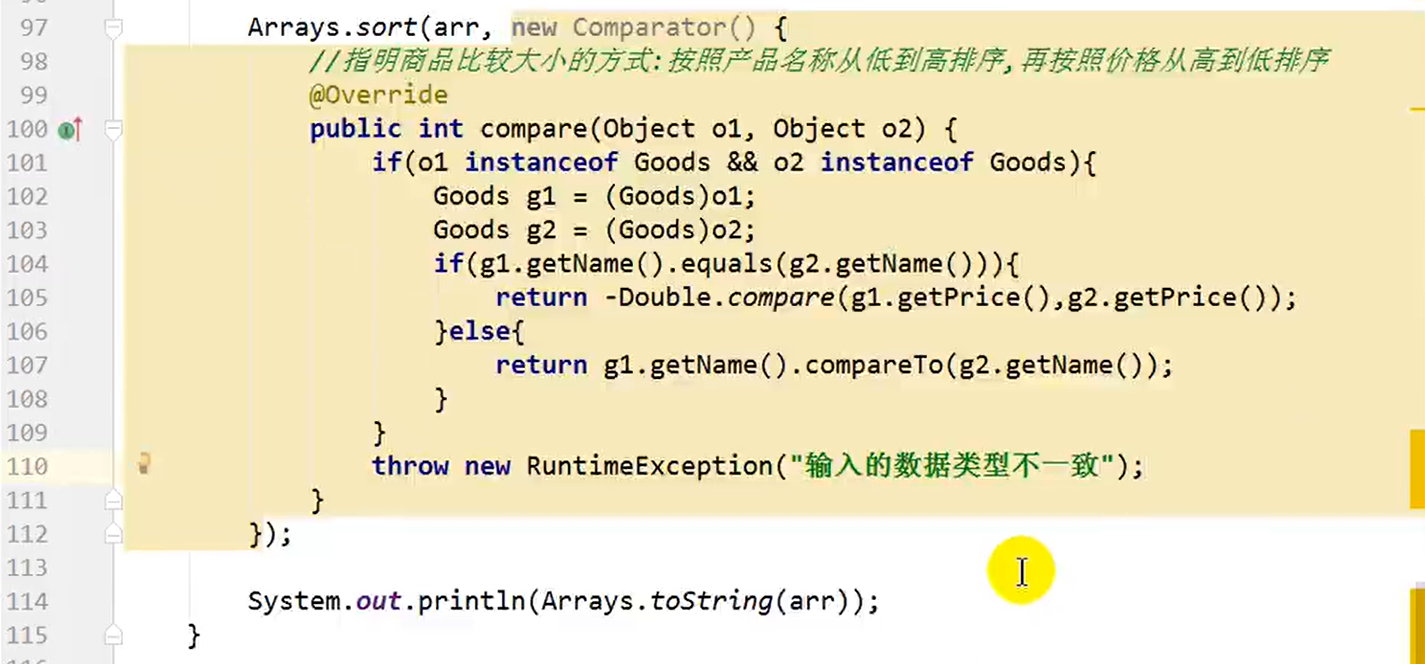 97 Arrays.sort(arr, new Comparator() {
98 //指明商品比较大小的方式:按照产品名称从低到高排序,再按照价格从高到低排序
99 @Override
100 public int compare(Object o1, Object o2) {
101 if(o1 instanceof Goods && o2 instanceof Goods){
102 Goods g1 = (Goods)o1;
103 Goods g2 = (Goods)o2;
104 if(g1.getName().equals(g2.getName())){
105 return -Double.compare(g1.getPrice(),g2.getPrice());
106 }else{
107 return g1.getName().compareTo(g2.getName());
108 }
109 }
110 throw new RuntimeException("输入的数据类型不一致");
111 }
112 });
113
114 System.out.println(Arrays.toString(arr));
115 }